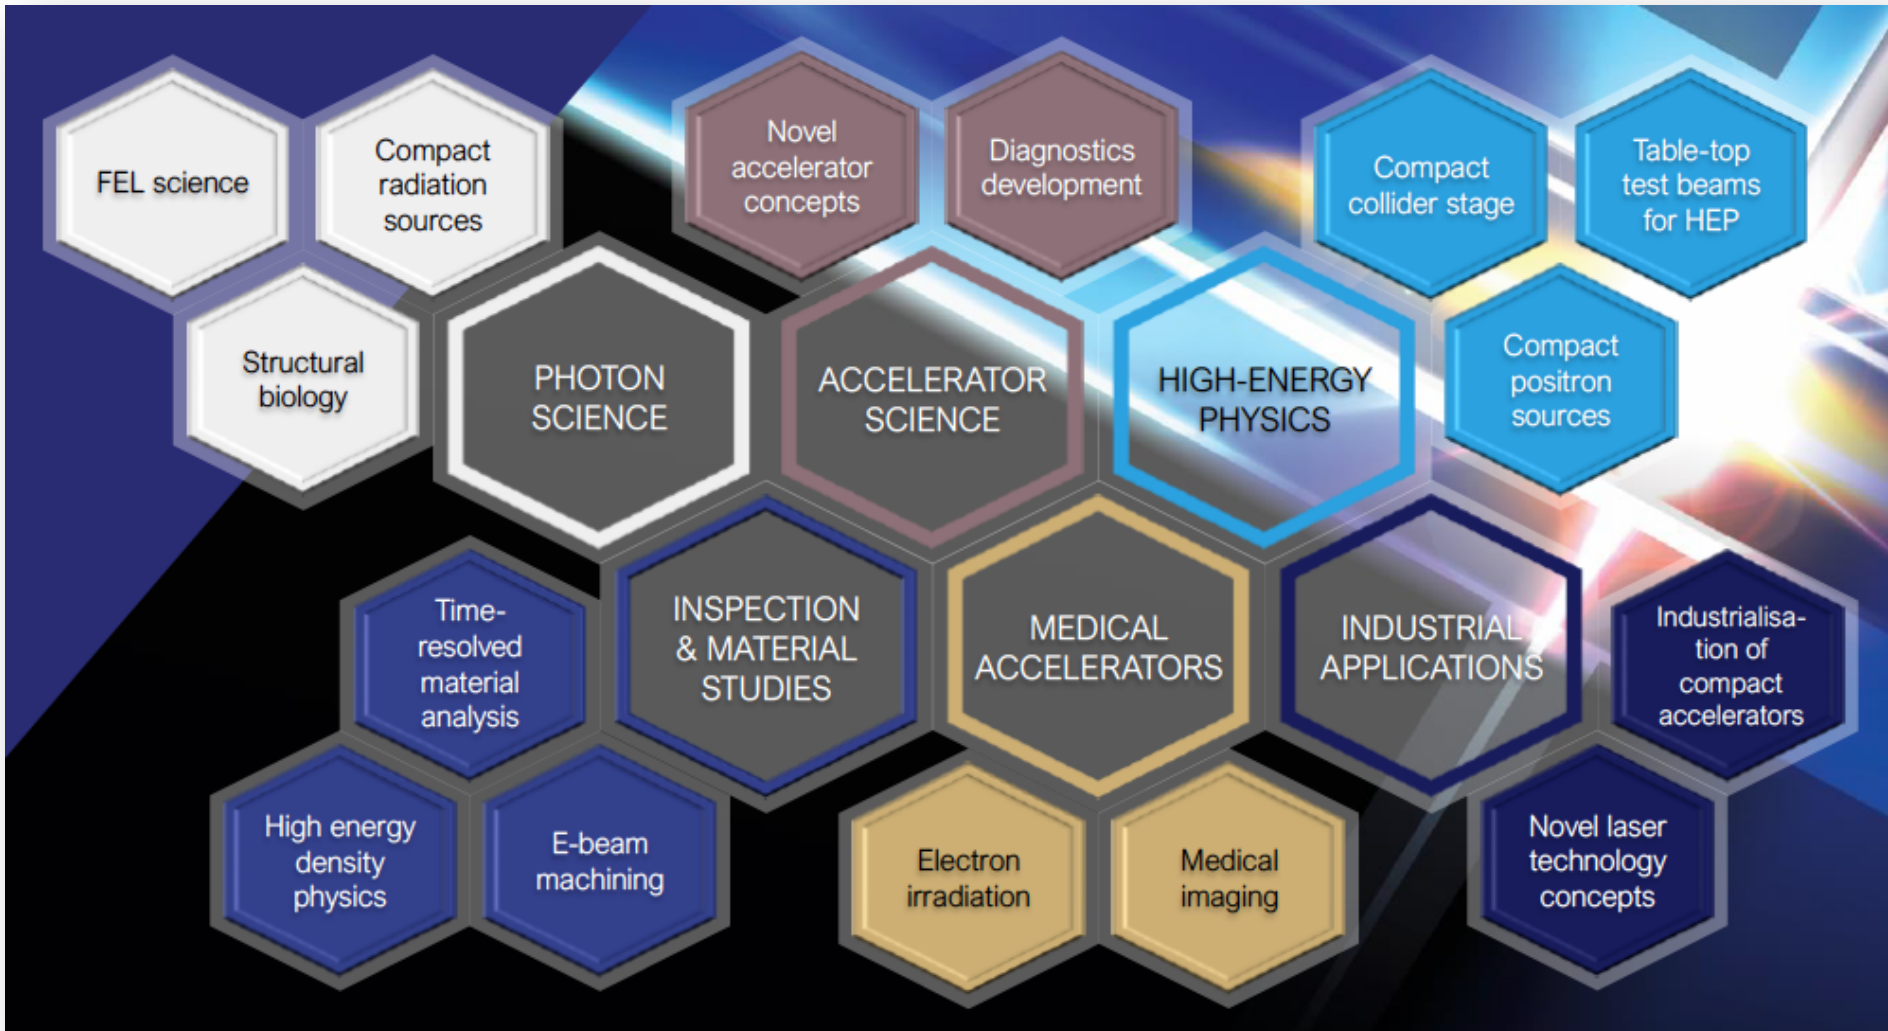 FEL science
Compact
radiation
sources
Structural
biology
PHOTON
SCIENCE
Novel
accelerator
concepts
Diagnostics
development
ACCELERATOR
SCIENCE
Compact
collider stage
Table-top
test beams
for HEP
Compact
positron
sources
HIGH-ENERGY
PHYSICS
Time-
resolved
material
analysis
High energy
density
physics
E-beam
machining
INSPECTION
& MATERIAL
STUDIES
MEDICAL
ACCELERATORS
Electron
irradiation
Medical
imaging
INDUSTRIAL
APPLICATIONS
Industrialisa-
tion of
compact
accelerators
Novel laser
technology
concepts